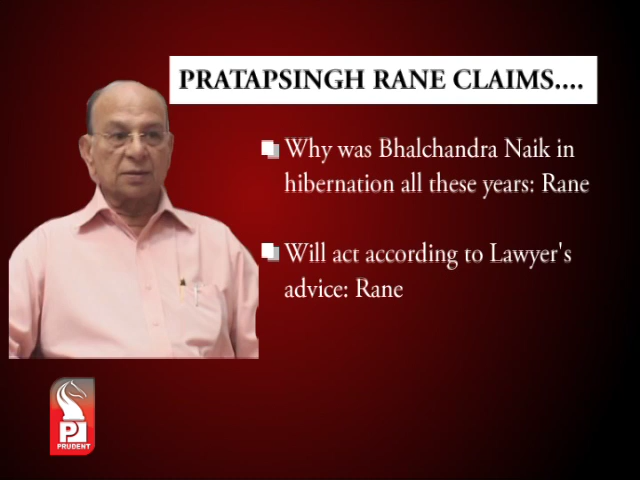 PRATAPSINGH RANE CLAIMS....
Why was Bhalchandra Naik in
hibernation all these years: Rane
Will act according to Lawyer's
advice: Rane
P
PRUDENT